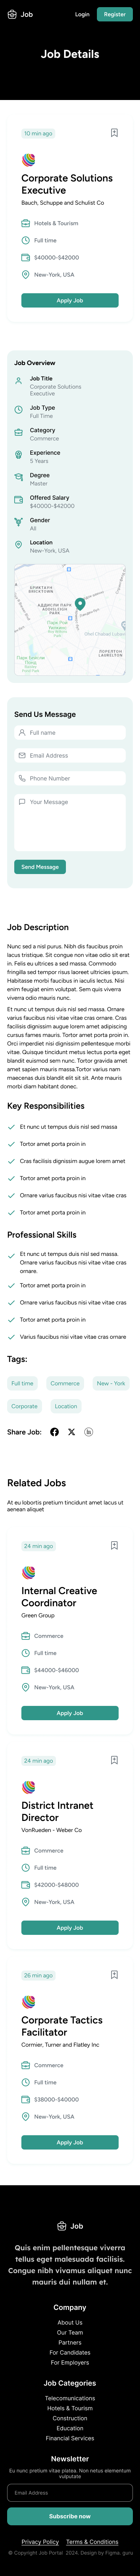 Job
Login
Register
Job Details
10 min ago
Corporate Solutions
Executive
Bauch, Schuppe and Schulist Co
Hotels & Tourism
Full time
$40000-$42000
New-York, USA
Apply Job
Job Overview
Job Title
Corporate Solutions
Executive
Job Type
Full Time
Category
Commerce
Experience
5 Years
Degree
Master
Offered Salary
$40000-$42000
Gender
All
Location
New-York, USA
Send Us Message
Full name
Email Address
Phone Number
Your Message
Send Message
Job Description
Nunc sed a nisl purus. Nibh dis faucibus proin
lacus tristique. Sit congue non vitae odio sit erat
in. Felis eu ultrices a sed massa. Commodo
fringilla sed tempor risus laoreet ultricies ipsum.
Habitasse morbi faucibus in iaculis lectus. Nisi
enim feugiat enim volutpat. Sem quis viverra
viverra odio mauris nunc.
Et nunc ut tempus duis nisl sed massa. Ornare
varius faucibus nisi vitae vitae cras ornare. Cras
facilisis dignissim augue lorem amet adipiscing
cursus fames mauris. Tortor amet porta proin in.
Orci imperdiet nisi dignissim pellentesque morbi
vitae. Quisque tincidunt metus lectus porta eget
blandit euismod sem nunc. Tortor gravida amet
amet sapien mauris massa.Tortor varius nam
maecenas duis blandit elit sit sit. Ante mauris
morbi diam habitant donec.
Key Responsibilities
Et nunc ut tempus duis nisl sed massa
Tortor amet porta proin in
Cras facilisis dignissim augue lorem amet
Tortor amet porta proin in
Ornare varius faucibus nisi vitae vitae cras
Tortor amet porta proin in
Professional Skills
Et nunc ut tempus duis nisl sed massa.
Ornare varius faucibus nisi vitae vitae cras
ornare.
Tortor amet porta proin in
Ornare varius faucibus nisi vitae vitae cras
Tortor amet porta proin in
Varius faucibus nisi vitae vitae cras ornare
Tags:
Full time
Commerce
New - York
Corporate
Location
Share Job:
Related Jobs
At eu lobortis pretium tincidunt amet lacus ut
aenean aliquet
24 min ago
Internal Creative
Coordinator
Green Group
Commerce
Full time
$44000-$46000
New-York, USA
Apply Job
24 min ago
District Intranet
Director
VonRueden - Weber Co
Commerce
Full time
$42000-$48000
New-York, USA
Apply Job
26 min ago
Corporate Tactics
Facilitator
Cormier, Turner and Flatley Inc
Commerce
Full time
$38000-$40000
New-York, USA
Apply Job
Job
Quis enim pellentesque viverra
tellus eget malesuada facilisis.
Congue nibh vivamus aliquet nunc
mauris dui nullam et.
Company
About Us
Our Team
Partners
For Candidates
For Employers
Job Categories
Telecomunications
Hotels & Torism
Construction
Education
Financial Services
Newsletter
Eu nunc pretium vitae platea. Non netus elementum
vulputate
Email Address
Subscribe now
Privacy Policy
Terms & Conditions
© Copyright Job Portal 2024. Design by Figma. guru